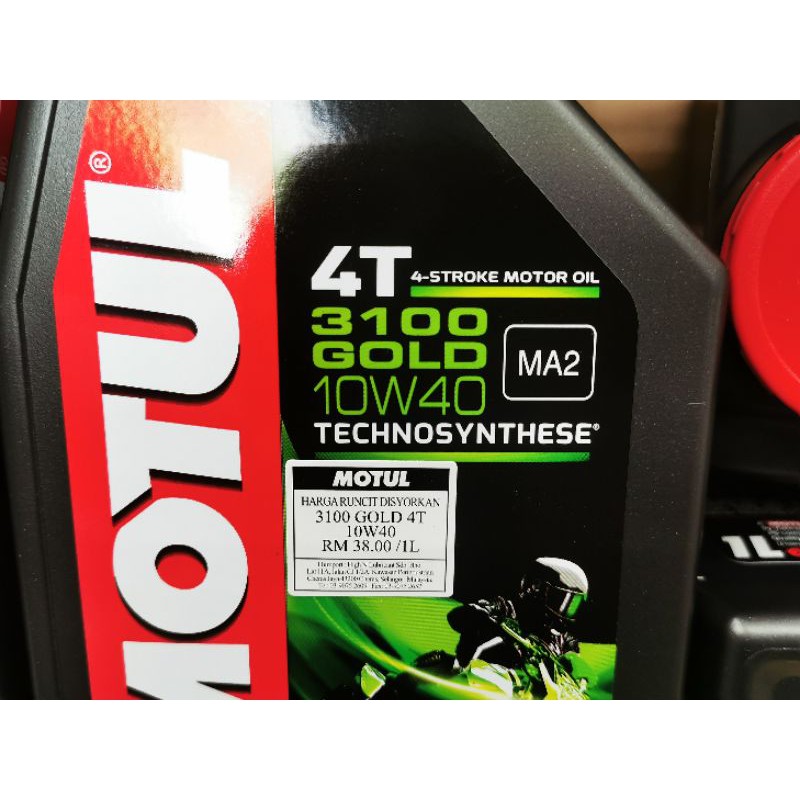 MOTUL®
4T 4-STROKE MOTOR OIL
3100
GOLD
10W40
MA2
TECHNOSYNTHESE®
MOTUL
HARGA RUNCIT DISYORKAN
3100 GOLD 4T
10W40
RM 38.00 /1L
1L